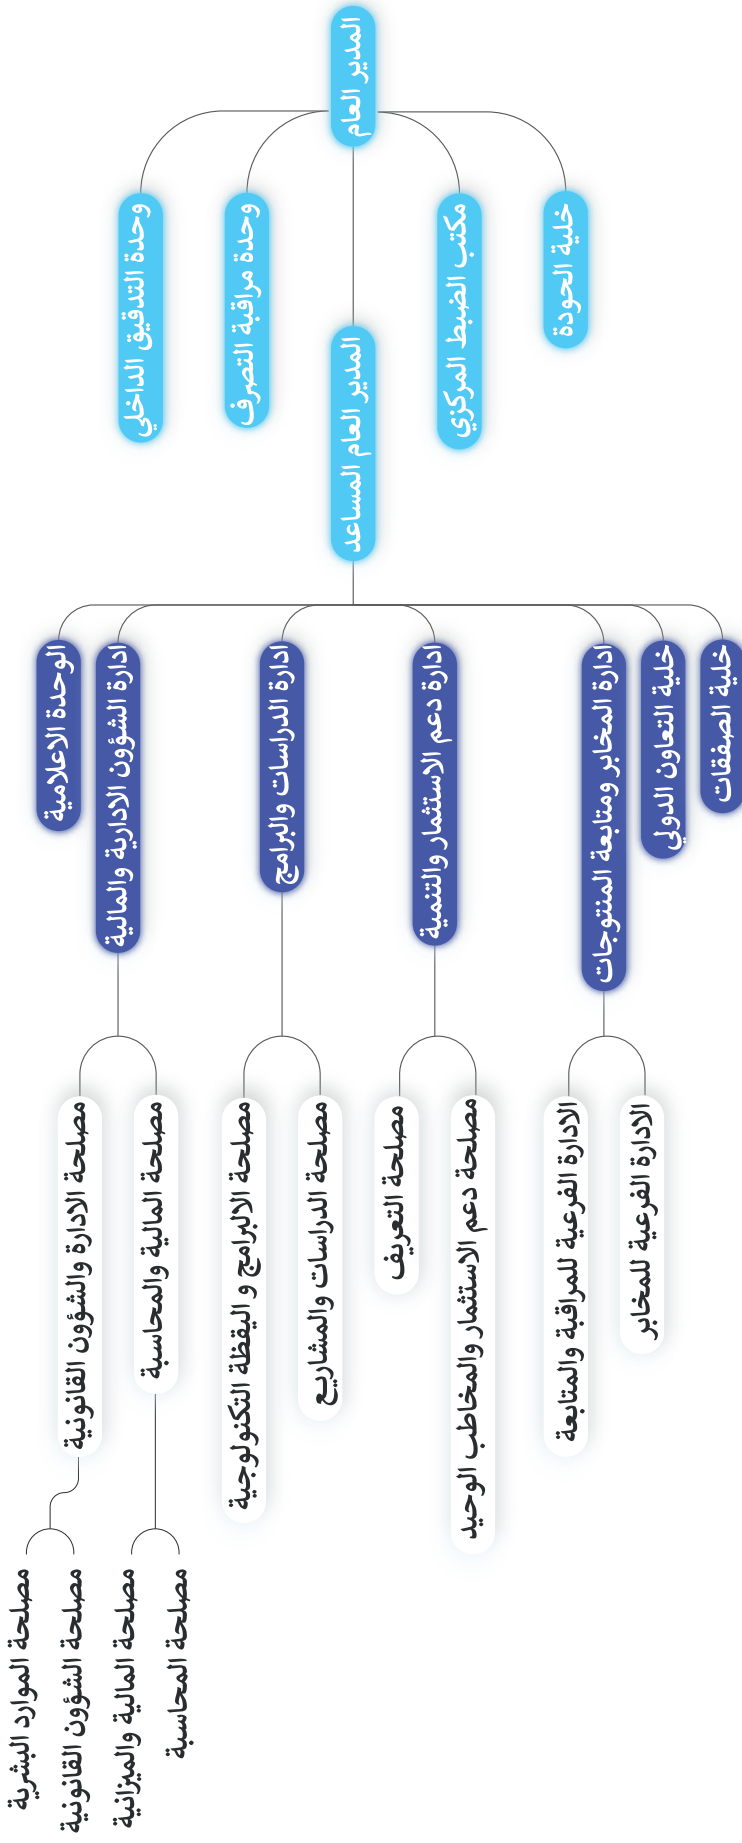 المدير العام
وحدة التدقيق الداخلي
وحدة مراقبة التصرف
مكتب الضبط المركزي
خلية الجودة
المدير العام المساعد
الوحدة الاعلامية
ادارة الشؤون الادارية والمالية
ادارة الدراسات والبرامج
ادارة دعم الاستثمار والتنمية
ادارة المخابر ومتابعة المنتوجات
خلية التعاون الدولي
خلية الصفقات
مصلحة الادارة والشؤون القانونية
مصلحة المالية والمحاسبة
مصلحة الالبرامج و اليقظة التكنولوجية
مصلحة الدراسات والمشاريع
مصلحة التعريف
مصلحة دعم الاستثمار والمخاطب الوحيد
الادارة الفرعية للمراقبة والمتابعة
الادارة الفرعية للمخابر
مصلحة الموارد البشرية
مصلحة الشؤون القانونية
مصلحة المالية والميزانية
مصلحة المحاسبة